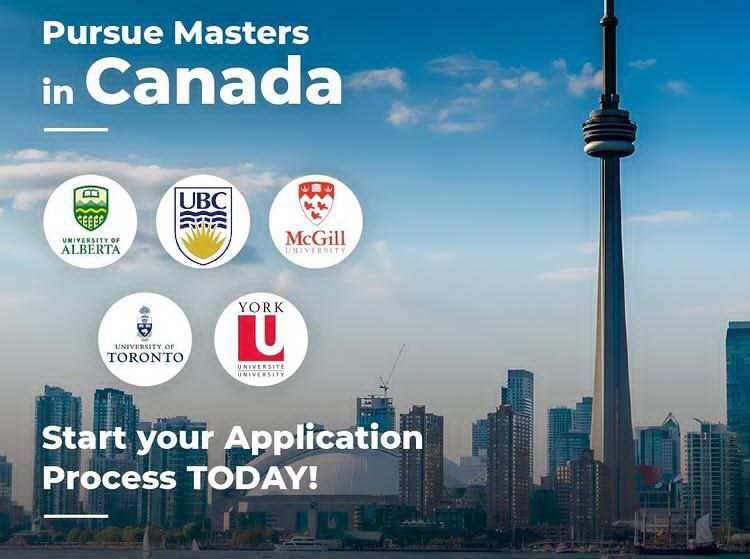 Pursue Masters
in Canada
UNIVERSITY OF
ALBERTA
UBC
McGill
UNIVERSITY
UNIVERSITY OF
TORONTO
YORK
U
UNIVERSITÉ
UNIVERSITY
Start your Application
Process TODAY!